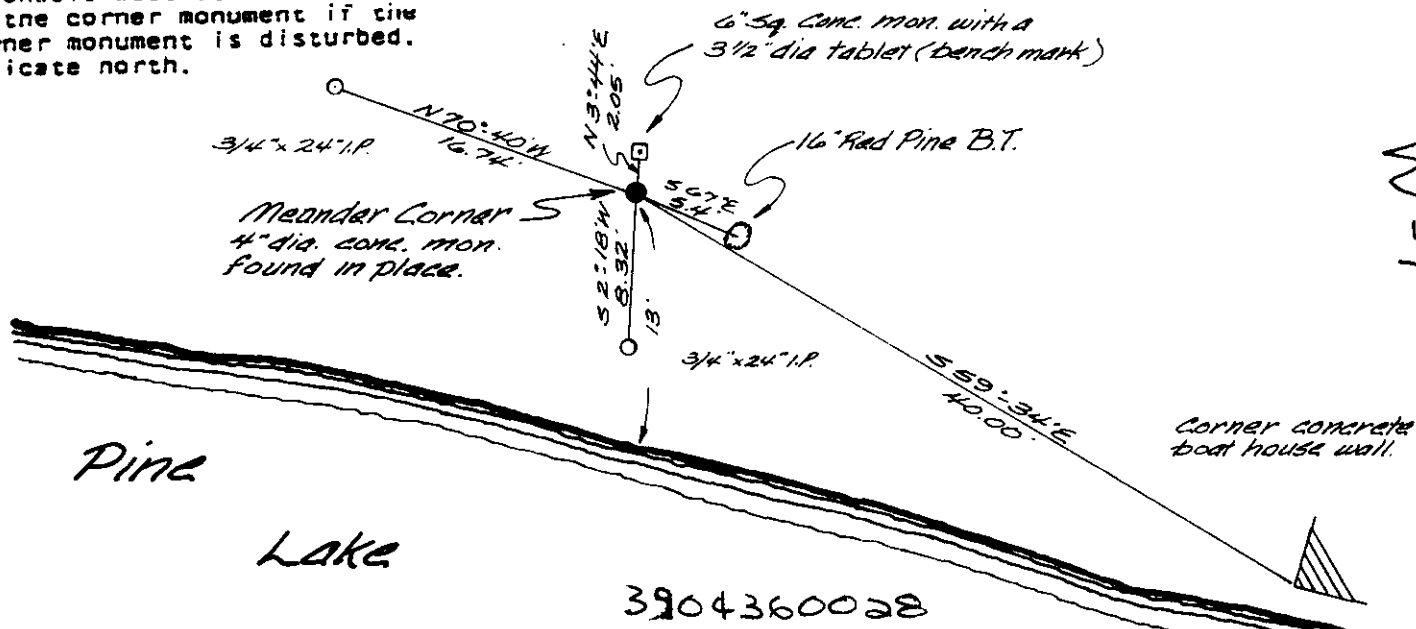 the corner monument if the
ner monument is disturbed.
icate north.
6" Sq. Conc. mon. with a
3 1/2" dia tablet (bench mark)
N 3°-44'E
2.05'
N 70°-40'W
16.74'
3/4" x 24" I.P.
16" Red Pine B.T.
S 67°E
5.4'
Meander Corner
4" dia. conc. mon.
found in place.
S 2°-18'W
8.32'
13'
3/4" x 24" I.P.
S 59°-34'E
40.00'
Corner concrete
boat house wall.
Pine
Lake
3904360028